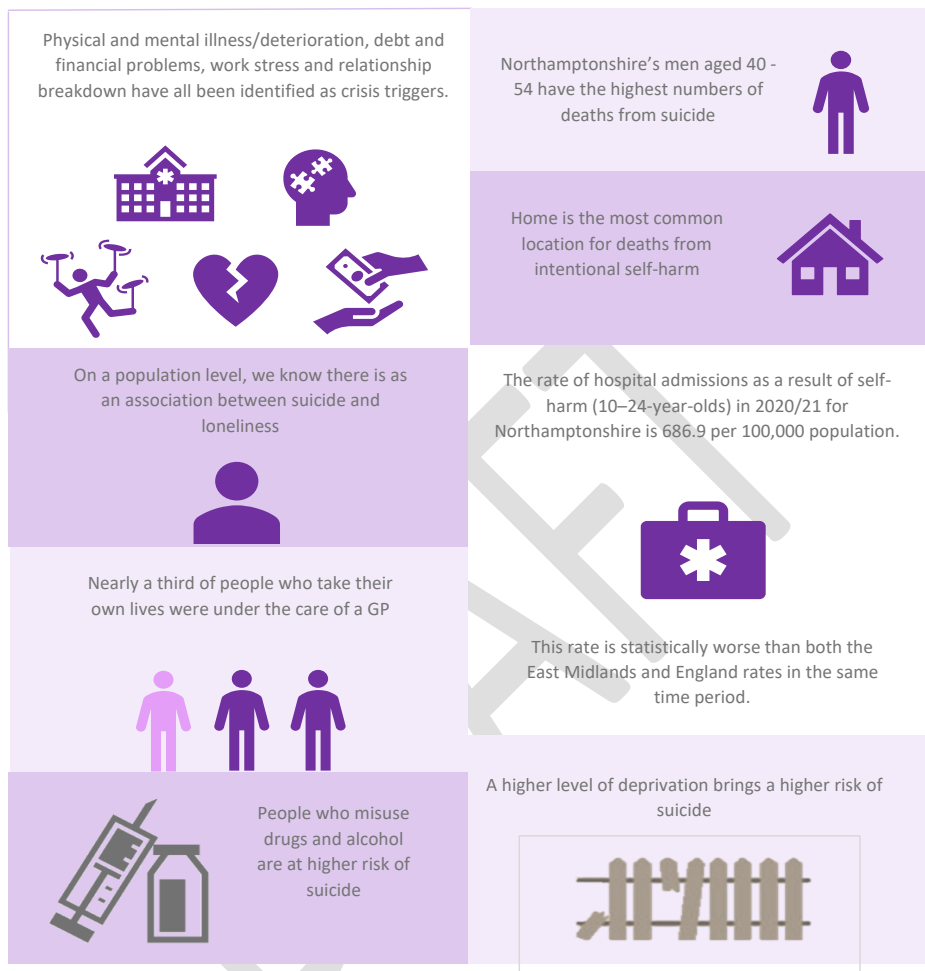 Physical and mental illness/deterioration, debt and
financial problems, work stress and relationship
breakdown have all been identified as crisis triggers.
Northamptonshire's men aged 40 -
54 have the highest numbers of
deaths from suicide
Home is the most common
location for deaths from
intentional self-harm
On a population level, we know there is as
an association between suicide and
loneliness
The rate of hospital admissions as a result of self-
harm (10–24-year-olds) in 2020/21 for
Northamptonshire is 686.9 per 100,000 population.
Nearly a third of people who take their
own lives were under the care of a GP
This rate is statistically worse than both the
East Midlands and England rates in the same
time period.
People who misuse
drugs and alcohol
are at higher risk of
suicide
A higher level of deprivation brings a higher risk of
suicide